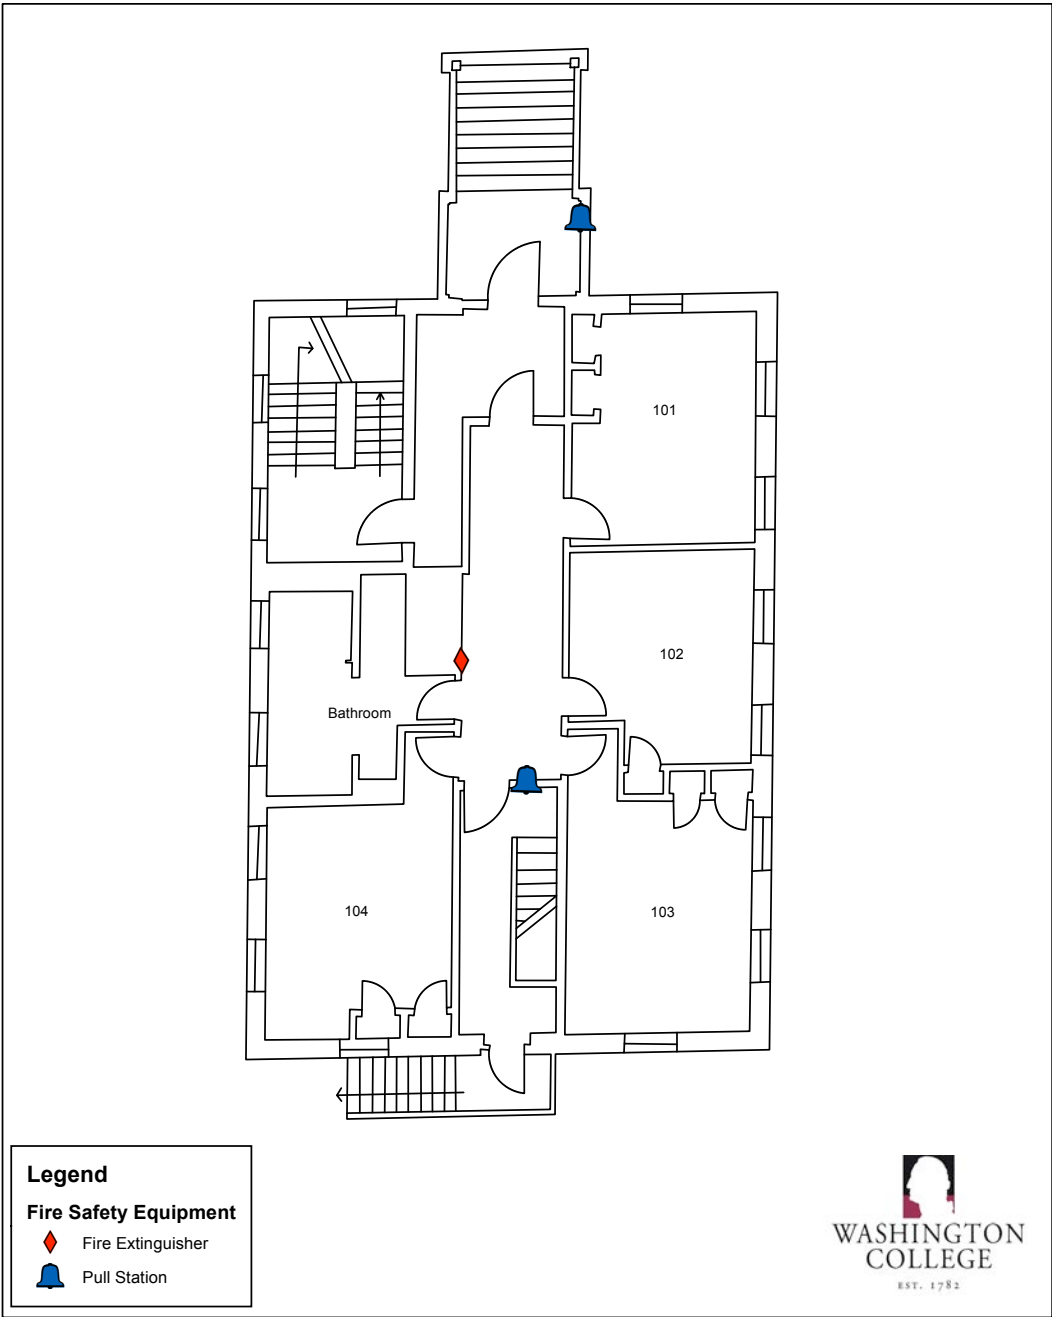 101
102
Bathroom
104
103
Legend
Fire Safety Equipment
Fire Extinguisher
Pull Station
WASHINGTON
COLLEGE
EST. 1782